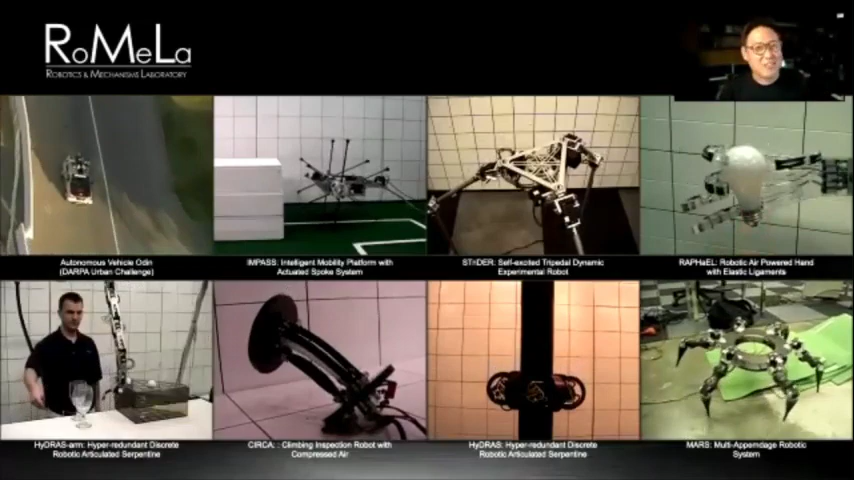 RoMeLa
Robotics & Mechanisms Laboratory
Autonomous Vehicle Odin
(DARPA Urban Challenge)
IMPASS: Intelligent Mobility Platform with
Actuated Spoke System
STriDER: Self-excited Tripedal Dynamic
Experimental Robot
RAPHaEL: Robotic Air Powered Hand
with Elastic Ligaments
HyDRAS-arm: Hyper-redundant Discrete
Robotic Articulated Serpentine
CIRCA: : Climbing Inspection Robot with
Compressed Air
HyDRAS: Hyper-redundant Discrete
Robotic Articulated Serpentine
MARS: Multi-Appendage Robotic
System